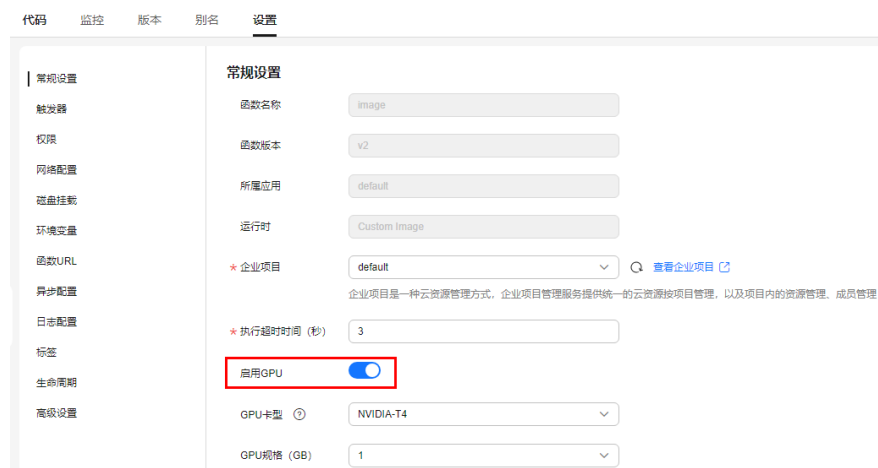 代码 监控 版本 别名 设置
常规设置
触发器
权限
网络配置
磁盘挂载
环境变量
函数URL
异步配置
日志配置
标签
生命周期
高级设置
常规设置
函数名称 image
函数版本 v2
所属应用 default
运行时 Custom Image
* 企业项目 default 查看企业项目
企业项目是一种云资源管理方式，企业项目管理服务提供统一的云资源按项目管理，以及项目内的资源管理、成员管理
* 执行超时时间（秒） 3
启用GPU
GPU卡型 ? NVIDIA-T4
GPU规格（GB） 1